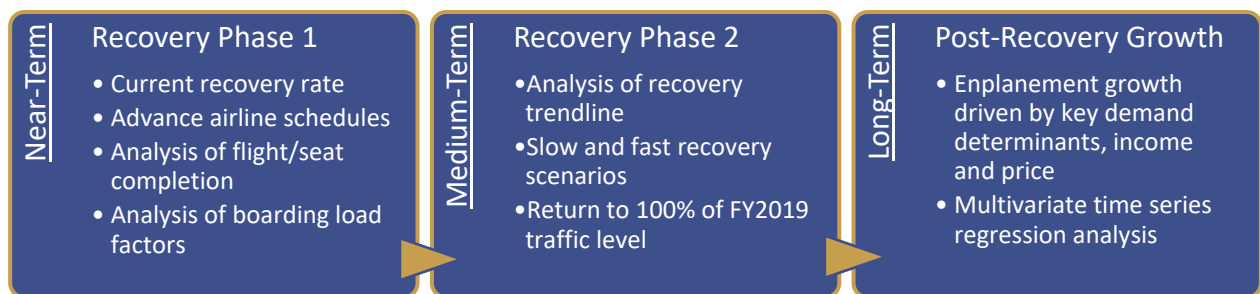 Near-Term
Recovery Phase 1
• Current recovery rate
• Advance airline schedules
• Analysis of flight/seat
completion
• Analysis of boarding load
factors
Medium-Term
Recovery Phase 2
•Analysis of recovery
trendline
•Slow and fast recovery
scenarios
•Return to 100% of FY2019
traffic level
Long-Term
Post-Recovery Growth
• Enplanement growth
driven by key demand
determinants, income
and price
• Multivariate time series
regression analysis